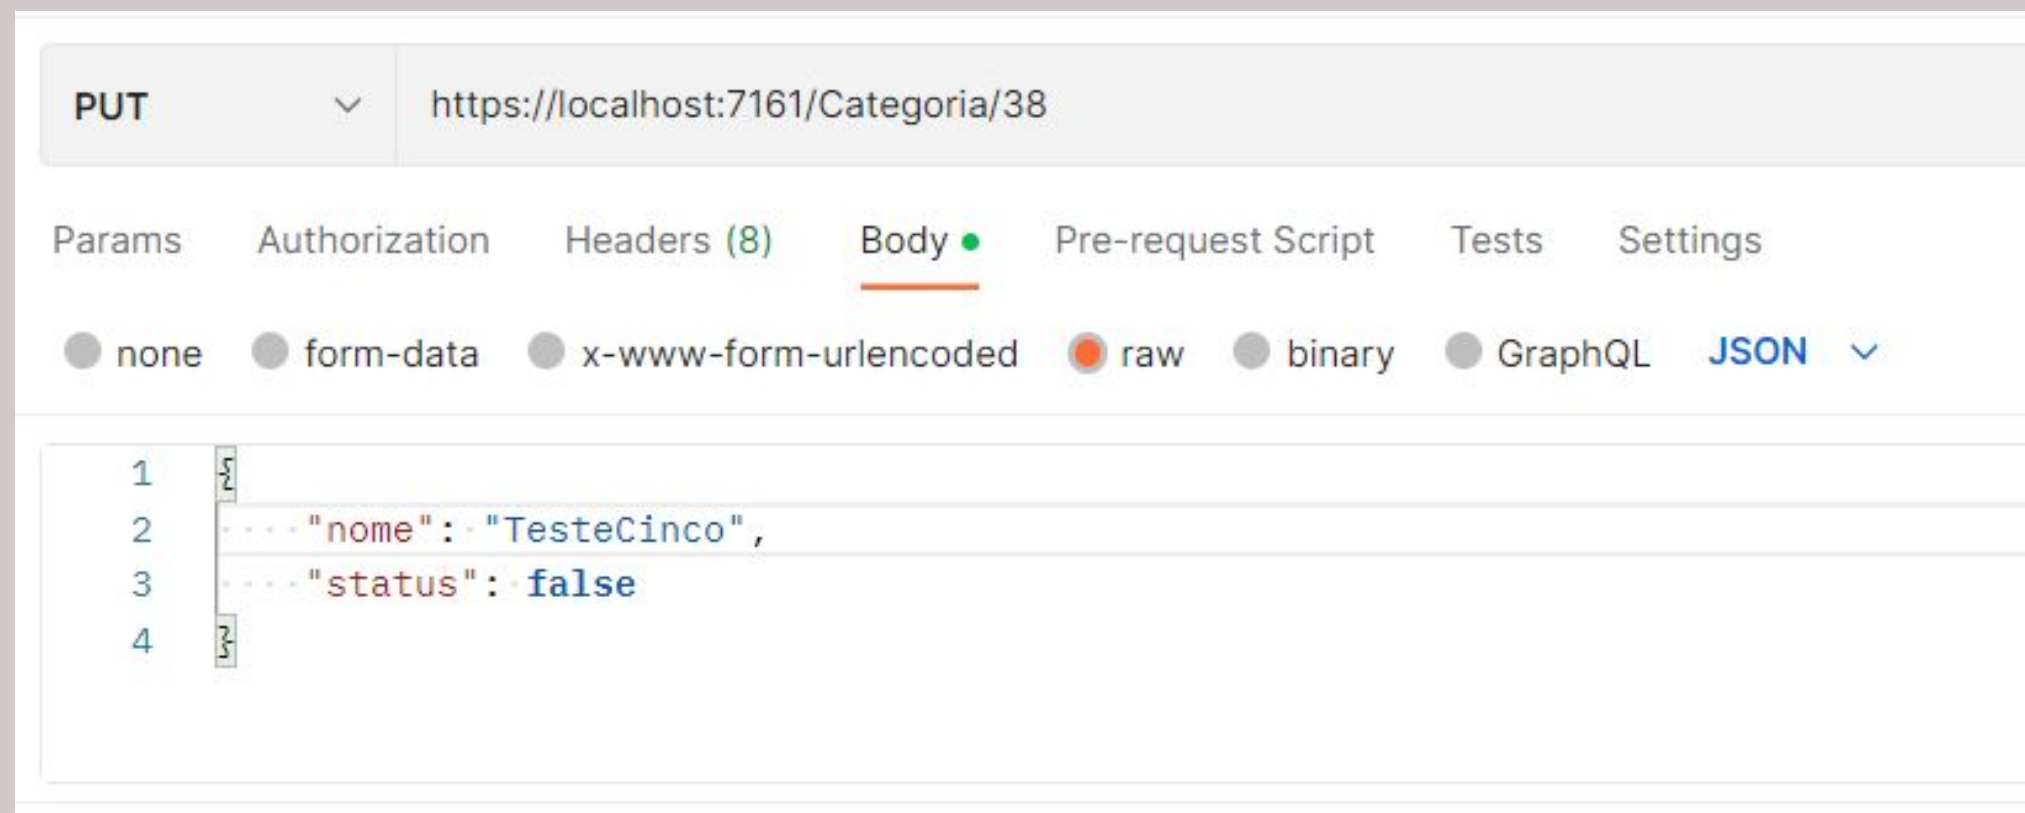 PUT https://localhost:7161/Categoria/38
Params Authorization Headers (8) Body Pre-request Script Tests Settings
none form-data x-www-form-urlencoded raw binary GraphQL JSON
1 {
2 "nome": "TesteCinco",
3 "status": false
4 }